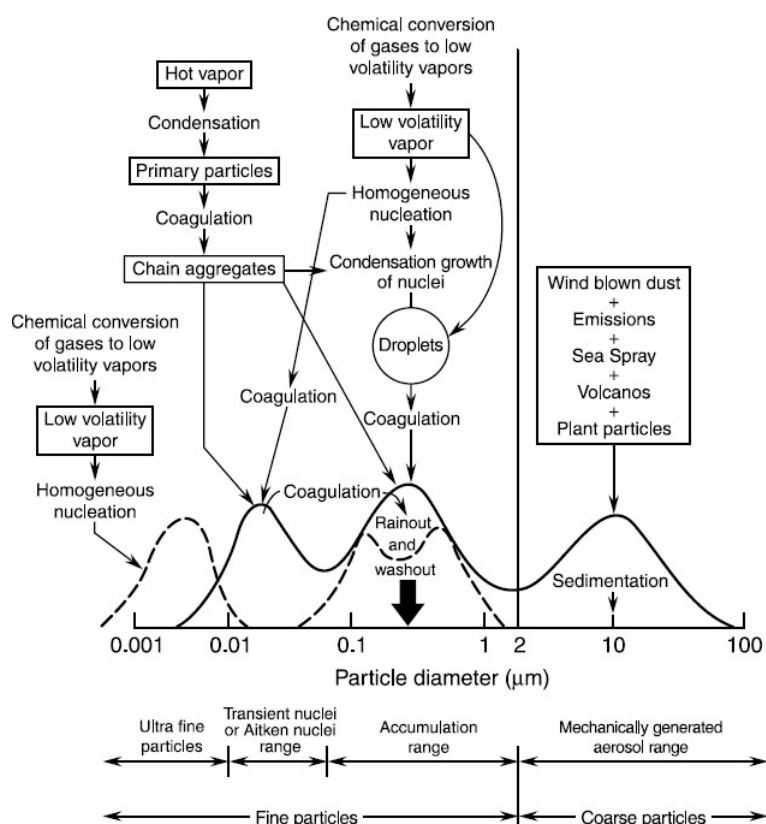 Chemical conversion
of gases to low
volatility vapors
Hot vapor
Condensation
Primary particles
Coagulation
Chain aggregates
Low volatility
vapor
Homogeneous
nucleation
Condensation growth
of nuclei
Droplets
Coagulation
Coagulation
Chemical conversion
of gases to low
volatility vapors
Low volatility
vapor
Homogeneous
nucleation
Coagulation
Rainout
and
washout
Wind blown dust
+
Emissions
+
Sea Spray
+
Volcanos
+
Plant particles
Sedimentation
0.001 0.01 0.1 1 2 10 100
Particle diameter (μm)
Ultra fine
particles
Transient nuclei
or Aitken nuclei
range
Accumulation
range
Mechanically generated
aerosol range
Fine particles
Coarse particles